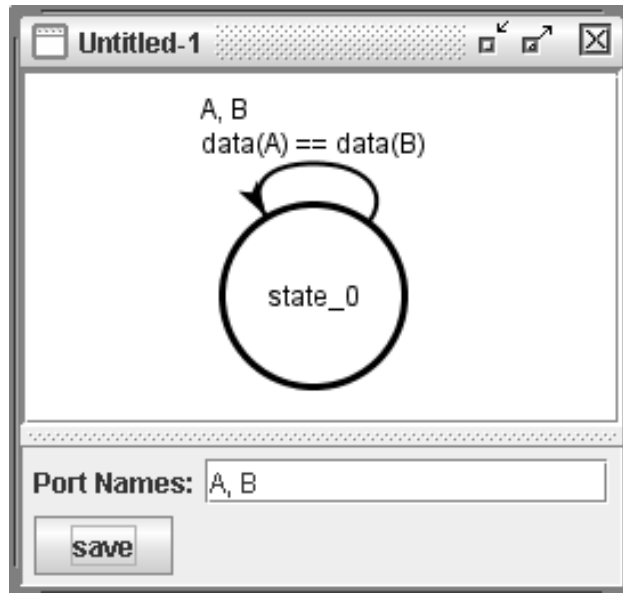 Untitled-1
A, B
data(A) == data(B)
state_0
Port Names: A, B
save